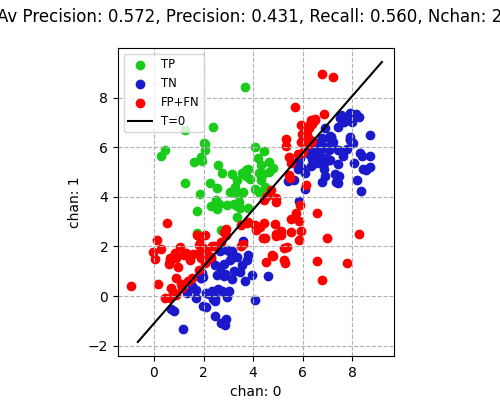 Av Precision: 0.572, Precision: 0.431, Recall: 0.560, Nchan: 2
TP
TN
FP+FN
T=0
8
6
4
2
0
−2
chan: 1
0
2
4
6
8
chan: 0